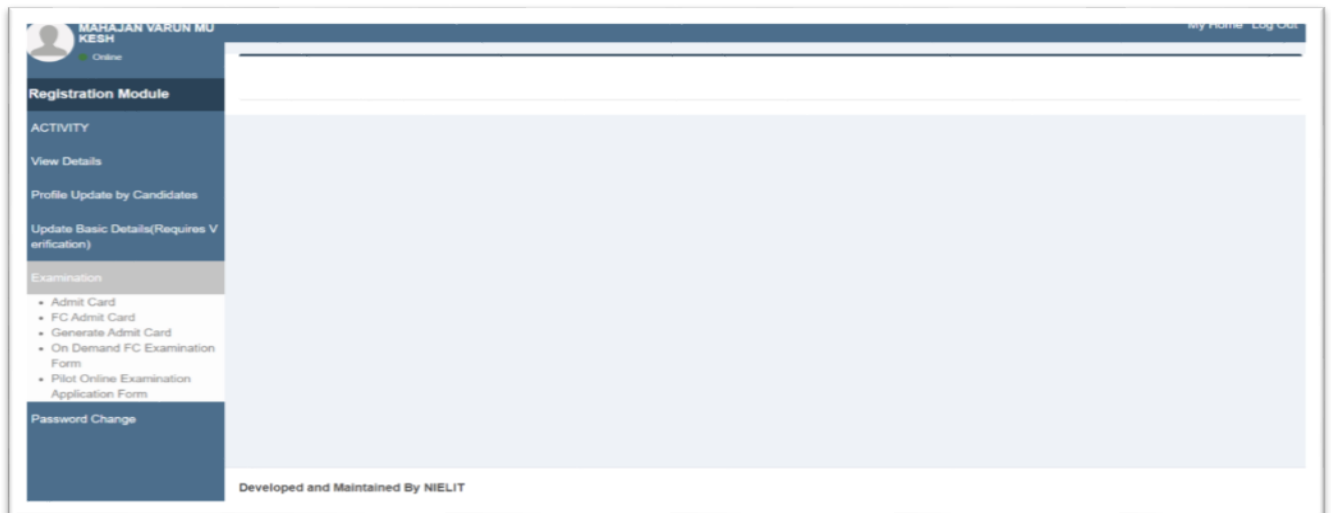 MAHAJAN VARUN MU
KESH
Online
My Home Log Out
Registration Module
ACTIVITY
View Details
Profile Update by Candidates
Update Basic Details(Requires V
erification)
Examination
• Admit Card
• FC Admit Card
• Generate Admit Card
• On Demand FC Examination
Form
• Pilot Online Examination
Application Form
Password Change
Developed and Maintained By NIELIT